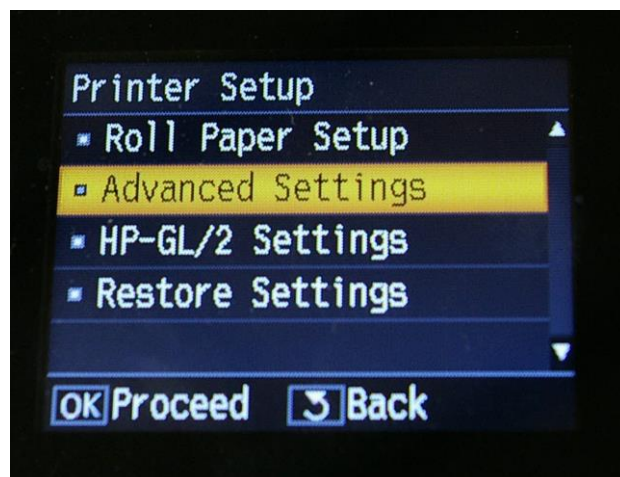 Printer Setup
Roll Paper Setup
Advanced Settings
HP-GL/2 Settings
Restore Settings
OK Proceed Back